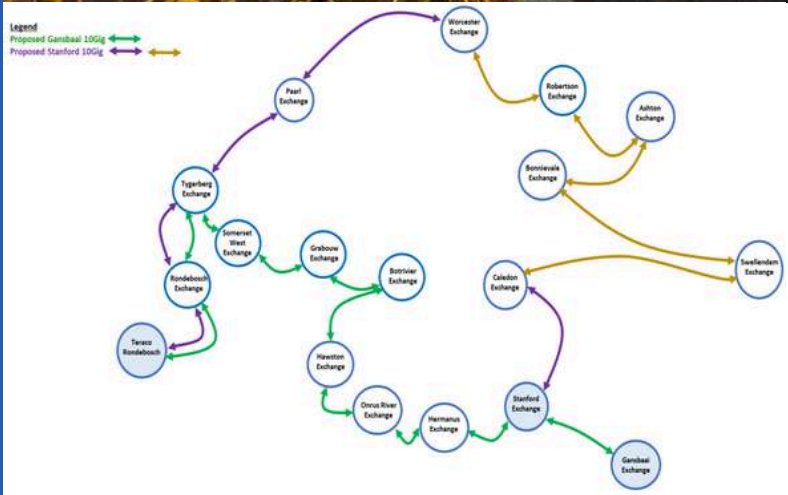 Legend
Proposed Gansbaai 10Gig
Proposed Stanford 10Gig
Worcester
Exchange
Paarl
Exchange
Robertson
Exchange
Ashton
Exchange
Bonnievale
Exchange
Tygerberg
Exchange
Somerset
West
Exchange
Grabouw
Exchange
Botrivier
Exchange
Caledon
Exchange
Swellendem
Exchange
Rondebosch
Exchange
Teraco
Rondebosch
Hawston
Exchange
Onrus River
Exchange
Hermanus
Exchange
Stanford
Exchange
Gansbaai
Exchange